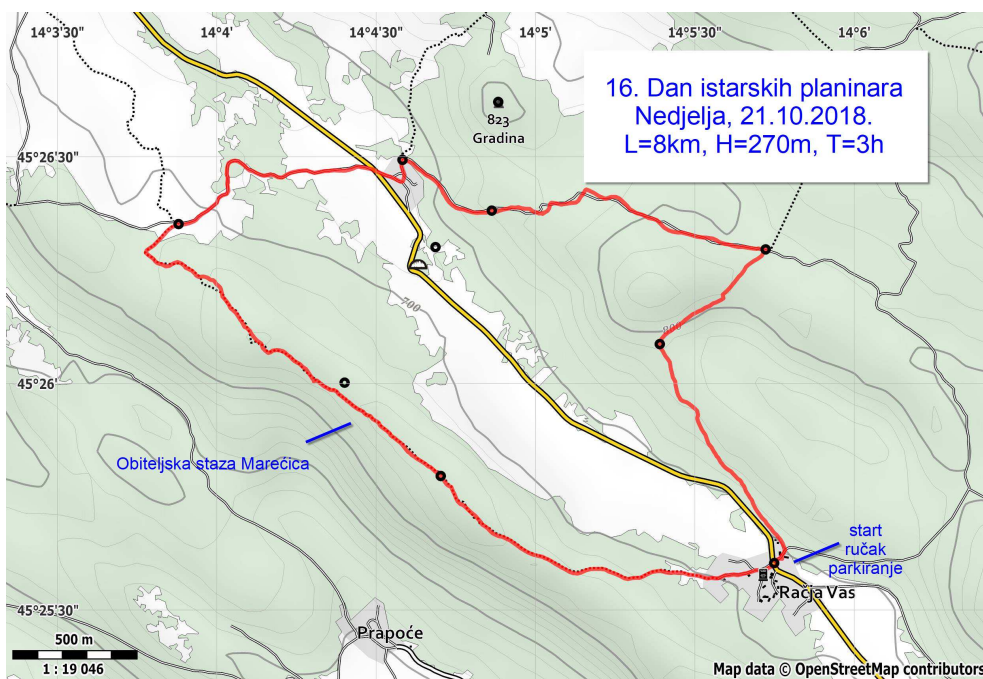 14°3'30" 14°4' 14°4'30" 14°5' 14°5'30" 14°6'
16. Dan istarskih planinara
Nedjelja, 21.10.2018.
L=8km, H=270m, T=3h
823
Gradina
45°26'30"
700
800
45°26'
Obiteljska staza Marečica
start
ručak
parkiranje
Račja Vas
45°25'30"
Prapoće
500 m
1 : 19 046
Map data © OpenStreetMap contributors